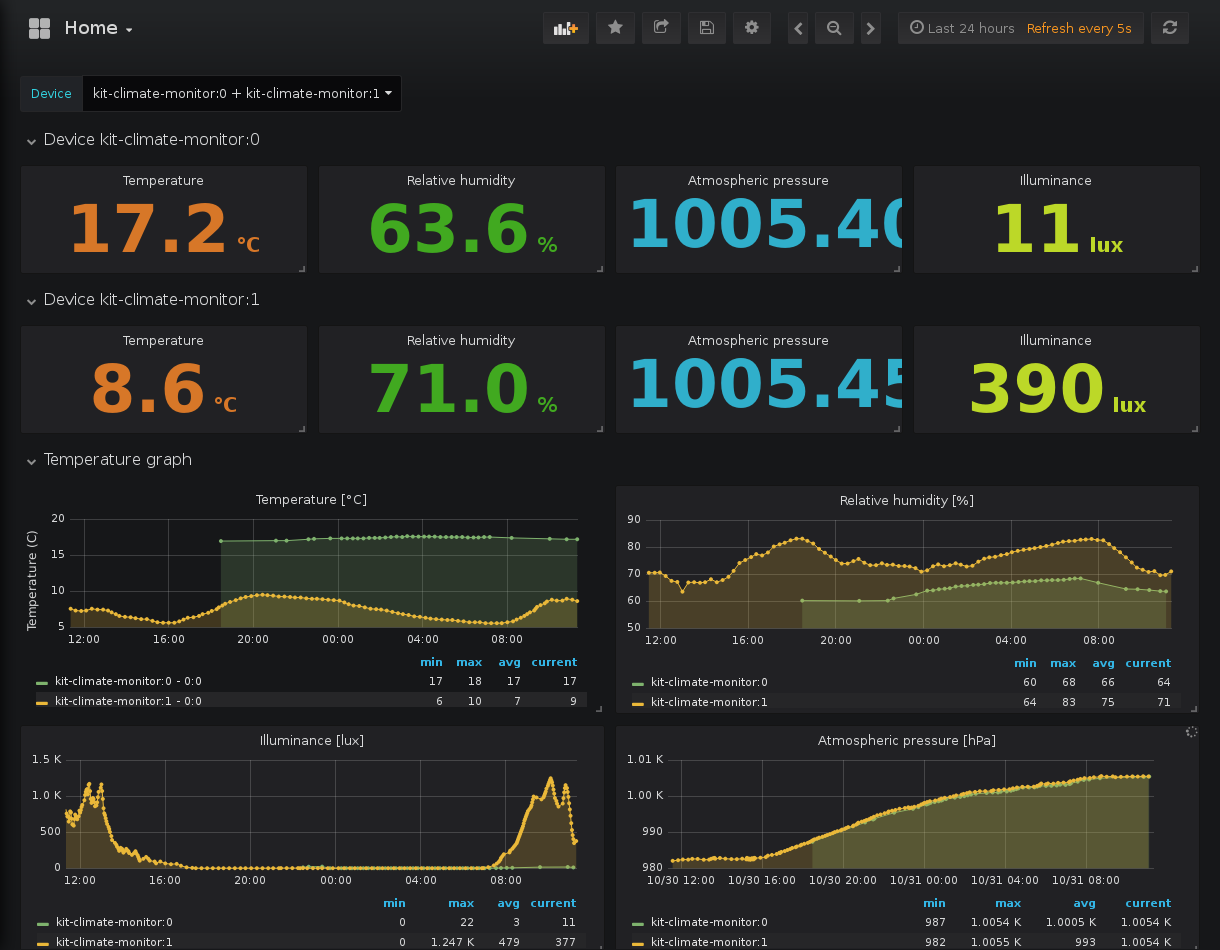 Home
Last 24 hours Refresh every 5s
Device kit-climate-monitor:0 + kit-climate-monitor:1
Device kit-climate-monitor:0
Temperature Relative humidity Atmospheric pressure Illuminance
17.2 °C 63.6 % 1005.40 11 lux
Device kit-climate-monitor:1
Temperature Relative humidity Atmospheric pressure Illuminance
8.6 °C 71.0 % 1005.45 390 lux
Temperature graph
Temperature [°C]
Temperature (C)
20
15
10
5
12:00 16:00 20:00 00:00 04:00 08:00
min max avg current
kit-climate-monitor:0 - 0:0 17 18 17 17
kit-climate-monitor:1 - 0:0 6 10 7 9
Relative humidity [%]
90
80
70
60
50
12:00 16:00 20:00 00:00 04:00 08:00
min max avg current
kit-climate-monitor:0 60 68 66 64
kit-climate-monitor:1 64 83 75 71
Illuminance [lux]
1.5 K
1.0 K
500
0
12:00 16:00 20:00 00:00 04:00 08:00
min max avg current
kit-climate-monitor:0 0 22 3 11
kit-climate-monitor:1 0 1.247 K 479 377
Atmospheric pressure [hPa]
1.01 K
1.00 K
990
980
10/30 12:00 10/30 16:00 10/30 20:00 10/31 00:00 10/31 04:00 10/31 08:00
min max avg current
kit-climate-monitor:0 987 1.0054 K 1.0005 K 1.0054 K
kit-climate-monitor:1 982 1.0055 K 993 1.0054 K